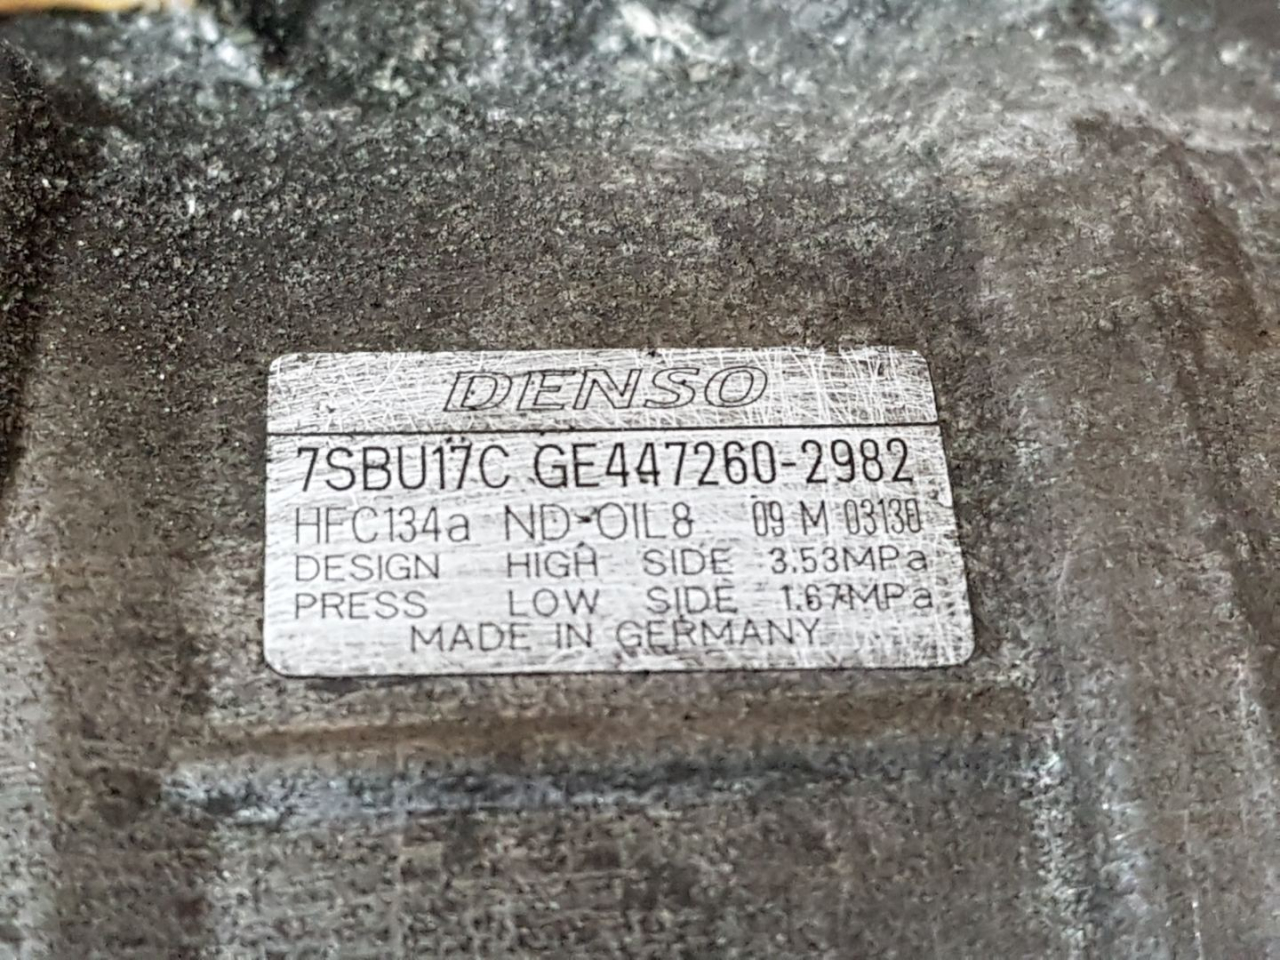 DENSO
7SBU17C GE447260-2982
HFC134a ND-OIL8 09 M 03130
DESIGN HIGH SIDE 3.53MPa
PRESS LOW SIDE 1.67MPa
MADE IN GERMANY